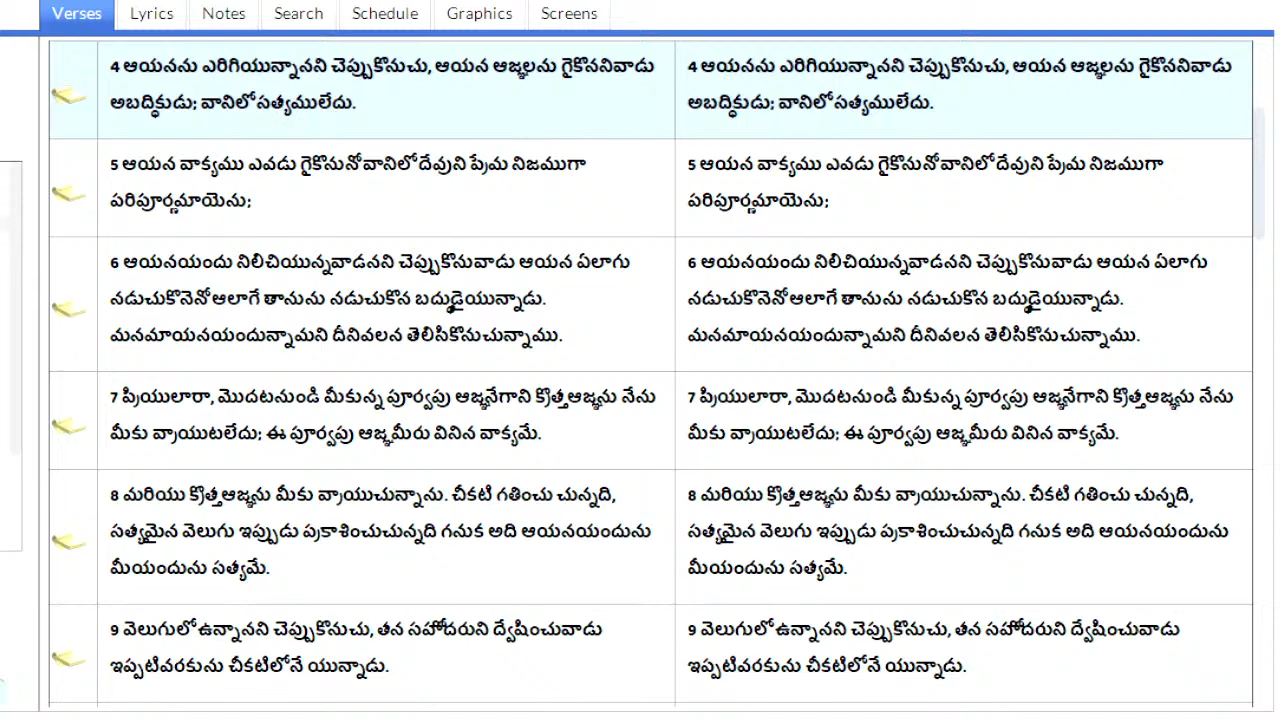 Verses Lyrics Notes Search Schedule Graphics Screens
4 ఆయనను ఎరిగియున్నానని చెప్పుకొనుచు, ఆయన ఆజ్ఞలను గైకొననివాడు
అబద్ధికుడు; వానిలో సత్యములేదు.
4 ఆయనను ఎరిగియున్నానని చెప్పుకొనుచు, ఆయన ఆజ్ఞలను గైకొననివాడు
అబద్ధికుడు; వానిలో సత్యములేదు.
5 ఆయన వాక్యము ఎవడు గైకొనునో వానిలో దేవుని ప్రేమ నిజముగా
పరిపూర్ణమాయెను;
5 ఆయన వాక్యము ఎవడు గైకొనునో వానిలో దేవుని ప్రేమ నిజముగా
పరిపూర్ణమాయెను;
6 ఆయనయందు నిలిచియున్నవాడనని చెప్పుకొనువాడు ఆయన ఏలాగు
నడుచుకొనెనో ఆలాగే తానును నడుచుకొన బద్ధుడైయున్నాడు.
మనమాయనయందున్నామని దీనివలన తెలిసికొనుచున్నాము.
6 ఆయనయందు నిలిచియున్నవాడనని చెప్పుకొనువాడు ఆయన ఏలాగు
నడుచుకొనెనో ఆలాగే తానును నడుచుకొన బద్ధుడైయున్నాడు.
మనమాయనయందున్నామని దీనివలన తెలిసికొనుచున్నాము.
7 ప్రియులారా, మొదటనుండి మీకున్న పూర్వపు ఆజ్ఞనేగాని క్రొత్త ఆజ్ఞను నేను
మీకు వ్రాయుటలేదు; ఈ పూర్వపు ఆజ్ఞ మీరు వినిన వాక్యమే.
7 ప్రియులారా, మొదటనుండి మీకున్న పూర్వపు ఆజ్ఞనేగాని క్రొత్త ఆజ్ఞను నేను
మీకు వ్రాయుటలేదు; ఈ పూర్వపు ఆజ్ఞ మీరు వినిన వాక్యమే.
8 మరియు క్రొత్త ఆజ్ఞను మీకు వ్రాయుచున్నాను. చీకటి గతించు చున్నది,
సత్యమైన వెలుగు ఇప్పుడు ప్రకాశించుచున్నది గనుక అది ఆయనయందును
మీయందును సత్యమే.
8 మరియు క్రొత్త ఆజ్ఞను మీకు వ్రాయుచున్నాను. చీకటి గతించు చున్నది,
సత్యమైన వెలుగు ఇప్పుడు ప్రకాశించుచున్నది గనుక అది ఆయనయందును
మీయందును సత్యమే.
9 వెలుగులో ఉన్నానని చెప్పుకొనుచు, తన సహోదరుని ద్వేషించువాడు
ఇప్పటివరకును చీకటిలోనే యున్నాడు.
9 వెలుగులో ఉన్నానని చెప్పుకొనుచు, తన సహోదరుని ద్వేషించువాడు
ఇప్పటివరకును చీకటిలోనే యున్నాడు.